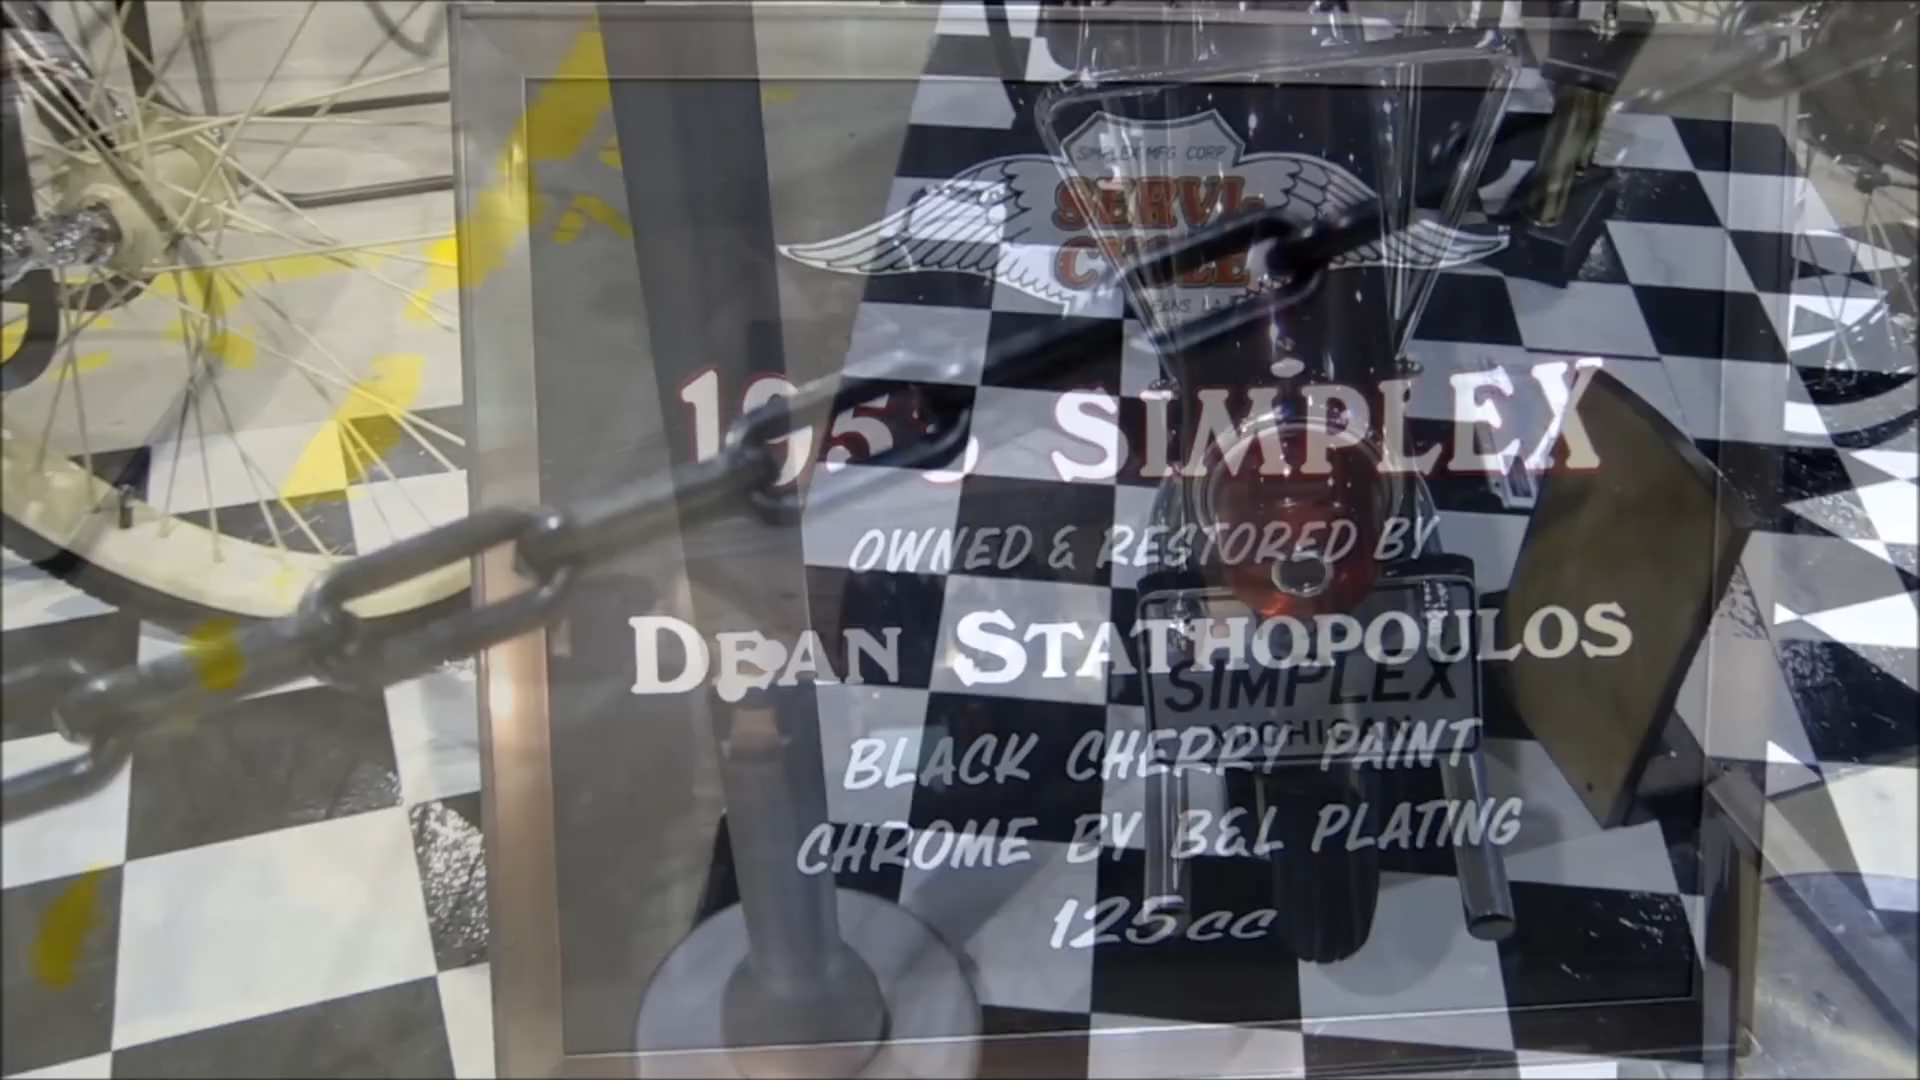 SIMPLEX MFG CORP
SERVI-
CYCLE
SIMPLEX
OWNED & RESTORED BY
DEAN STATHOPOULOS
SIMPLEX
MICHIGAN
BLACK CHERRY PAINT
CHROME BY B&L PLATING
125cc